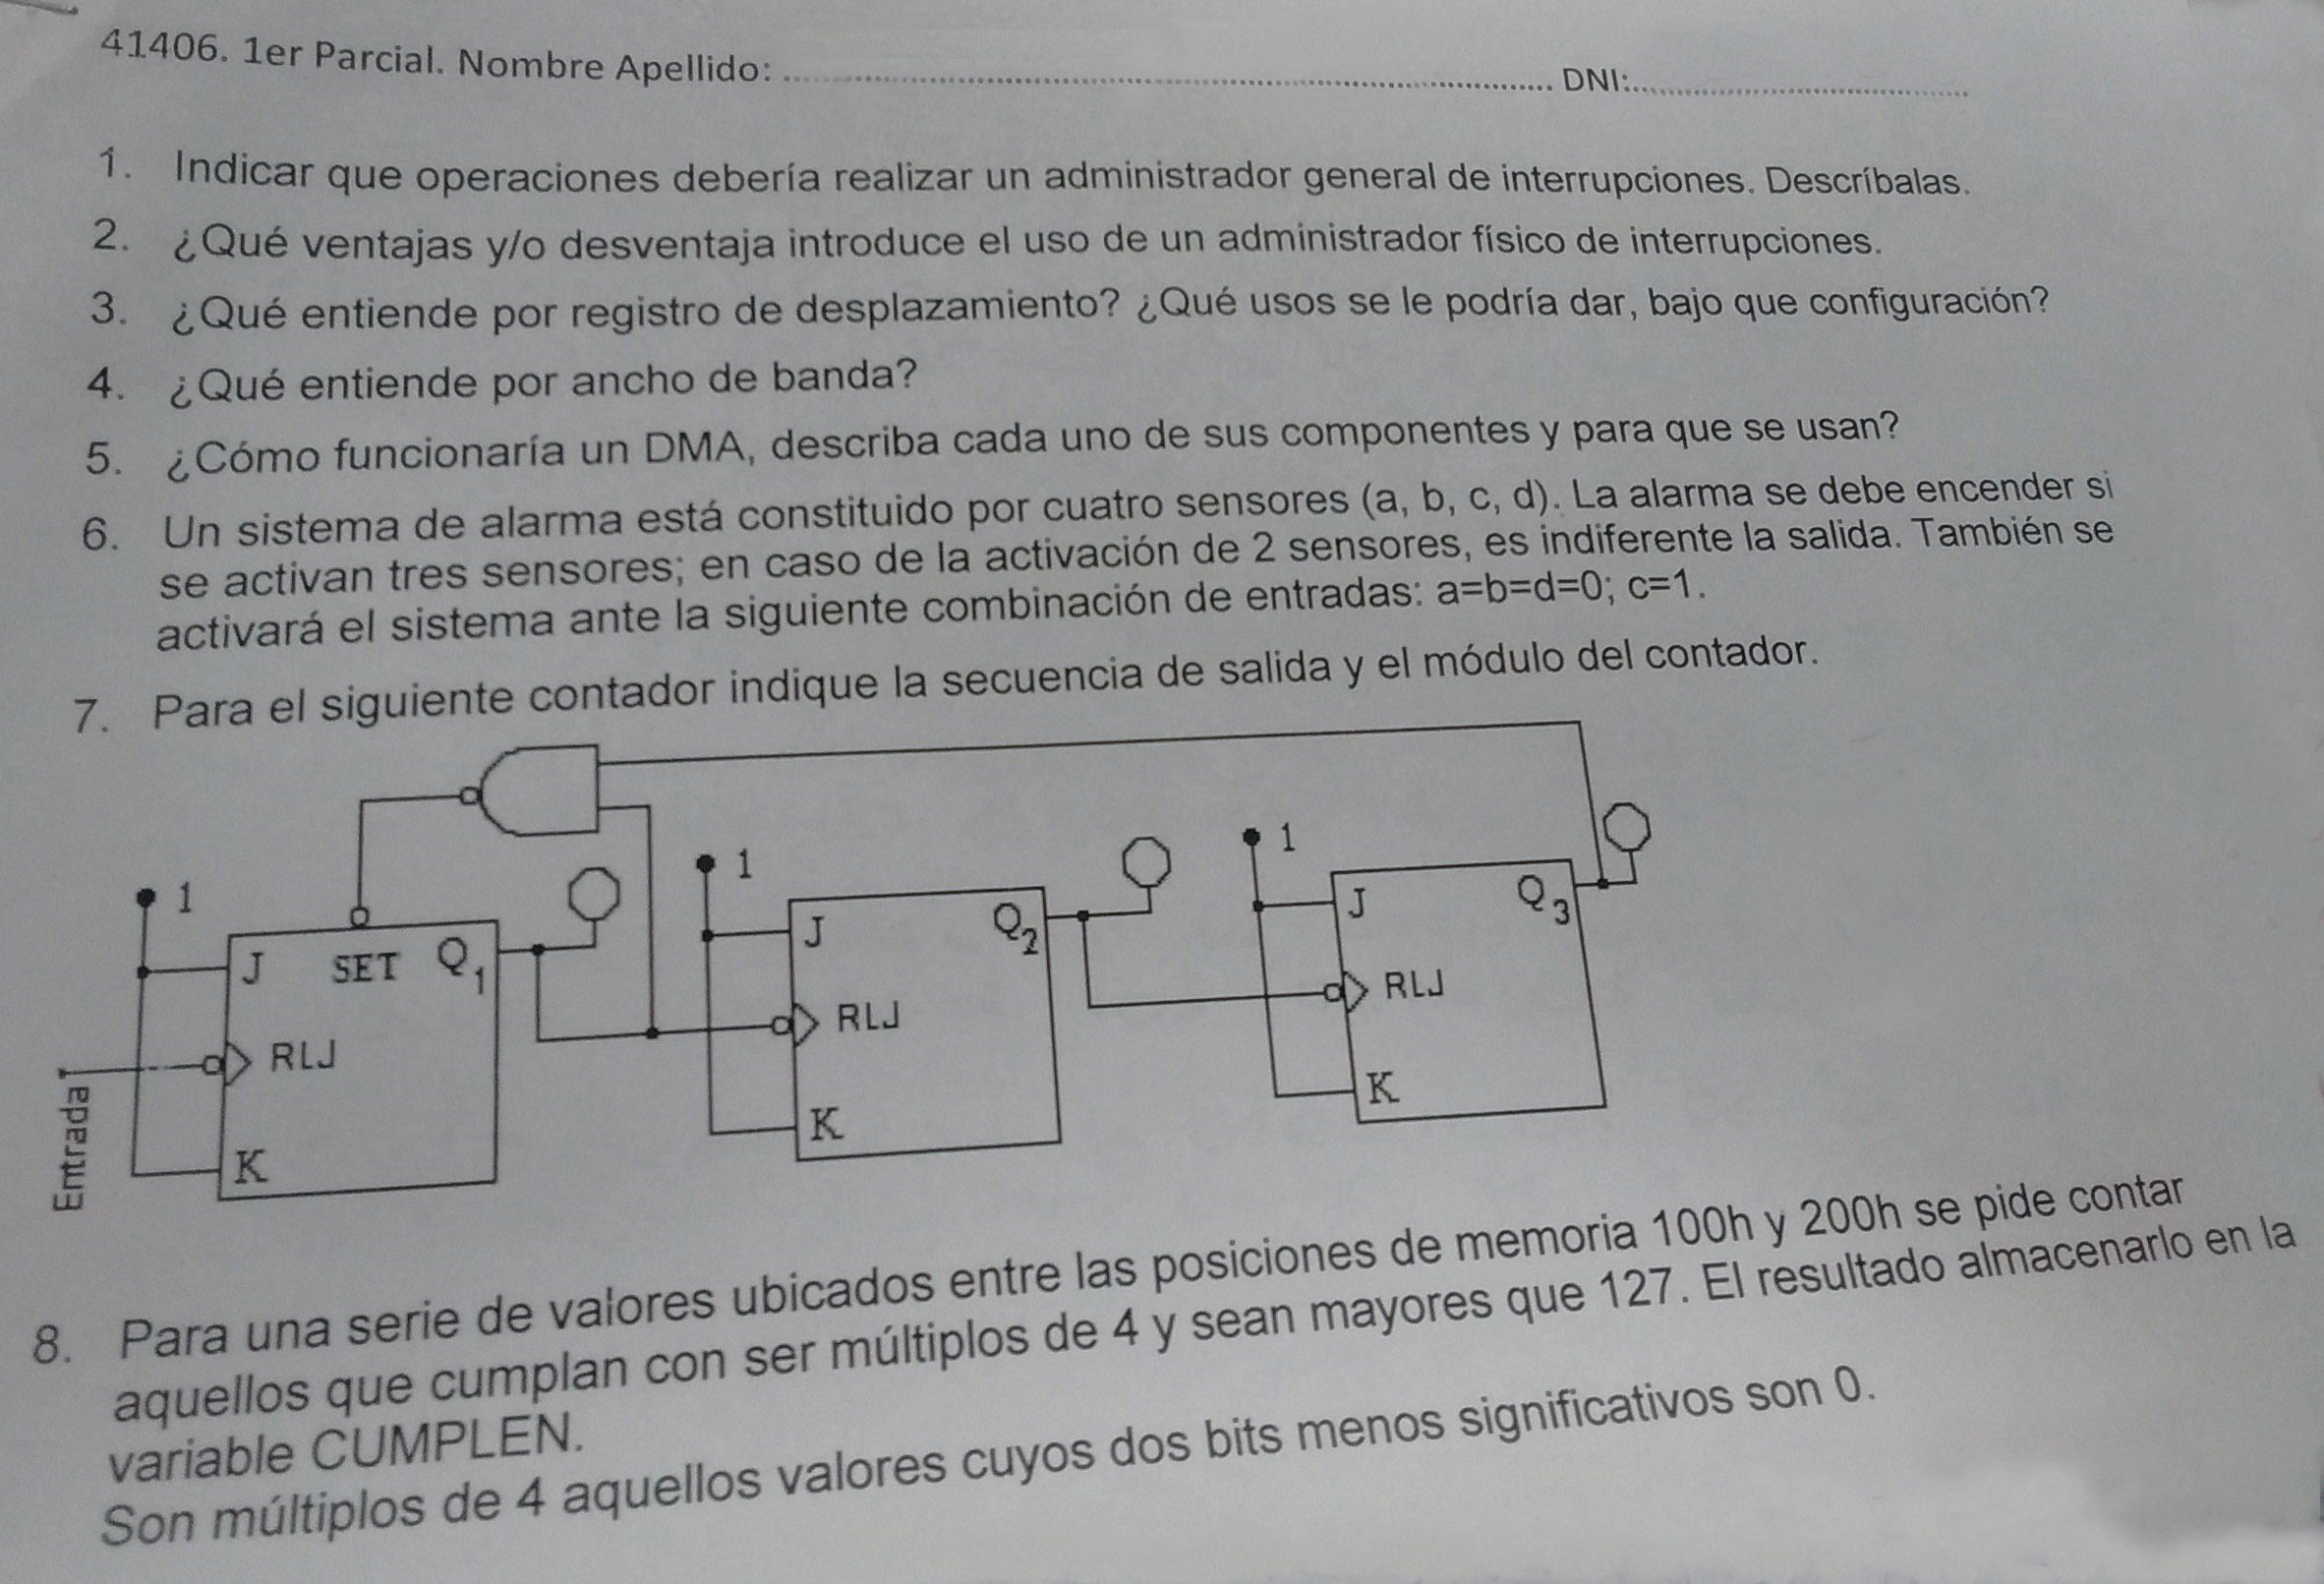 41406. 1er Parcial. Nombre Apellido: ........................................ DNI:........................
1. Indicar que operaciones debería realizar un administrador general de interrupciones. Descríbalas.
2. ¿Qué ventajas y/o desventaja introduce el uso de un administrador físico de interrupciones.
3. ¿Qué entiende por registro de desplazamiento? ¿Qué usos se le podría dar, bajo que configuración?
4. ¿Qué entiende por ancho de banda?
5. ¿Cómo funcionaría un DMA, describa cada uno de sus componentes y para que se usan?
6. Un sistema de alarma está constituido por cuatro sensores (a, b, c, d). La alarma se debe encender si
se activan tres sensores; en caso de la activación de 2 sensores, es indiferente la salida. También se
activará el sistema ante la siguiente combinación de entradas: a=b=d=0; c=1.
7. Para el siguiente contador indique la secuencia de salida y el módulo del contador.
1
J SET Q1
RLJ
K
Entrada
1
J Q2
RLJ
K
1
J Q3
RLJ
K
8. Para una serie de valores ubicados entre las posiciones de memoria 100h y 200h se pide contar
aquellos que cumplan con ser múltiplos de 4 y sean mayores que 127. El resultado almacenarlo en la
variable CUMPLEN.
Son múltiplos de 4 aquellos valores cuyos dos bits menos significativos son 0.